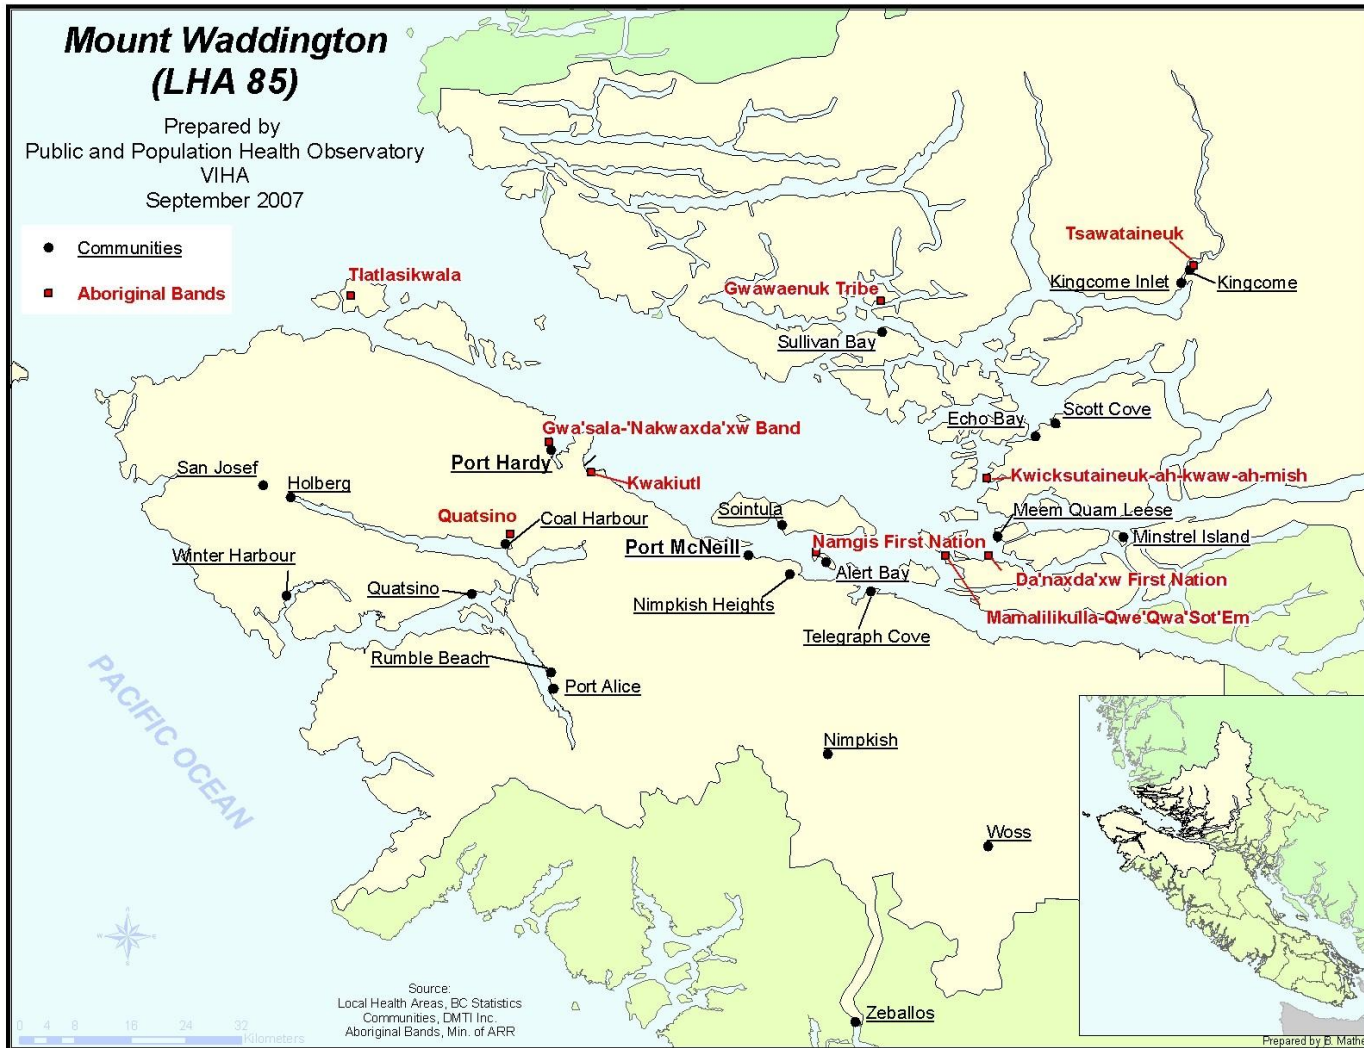 Mount Waddington
(LHA 85)
Prepared by
Public and Population Health Observatory
VIHA
September 2007
Communities
Aboriginal Bands
Tlatlasikwala
Tsawataineuk
Kingcome Inlet
Kingcome
Gwawaenuk Tribe
Sullivan Bay
Echo Bay
Scott Cove
Gwa'sala-'Nakwaxda'xw Band
Port Hardy
Kwakiutl
San Josef
Holberg
Kwicksutaineuk-ah-kwaw-ah-mish
Quatsino
Coal Harbour
Sointula
Meem Quam Leese
Port McNeill
Namgis First Nation
Minstrel Island
Winter Harbour
Quatsino
Alert Bay
Da'naxda'xw First Nation
Nimpkish Heights
Mamalilikulla-Qwe'Qwa'Sot'Em
Telegraph Cove
Rumble Beach
Port Alice
PACIFIC OCEAN
Nimpkish
Woss
Zeballos
Source:
Local Health Areas, BC Statistics
Communities, DMTI Inc.
Aboriginal Bands, Min. of ARR
0 4 8 16 24 32
Kilometers
Prepared by B. Mathe